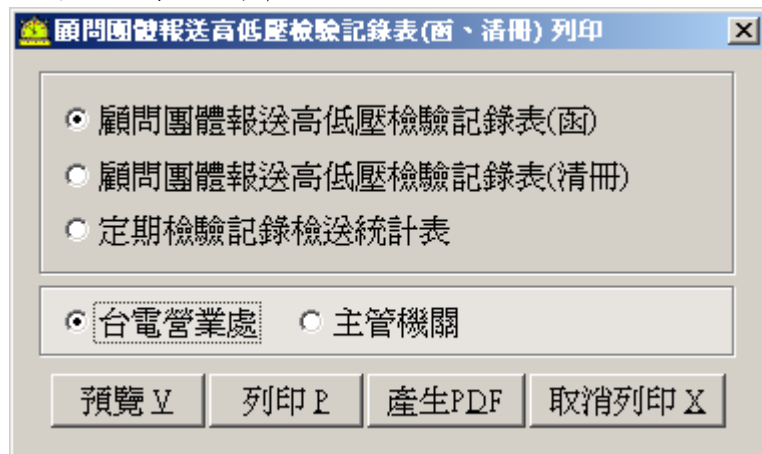 顧問團體報送高低壓檢驗記錄表(函、清冊) 列印
顧問團體報送高低壓檢驗記錄表(函)
顧問團體報送高低壓檢驗記錄表(清冊)
定期檢驗記錄檢送統計表
台電營業處 主管機關
預覽 V 列印 P 產生PDF 取消列印 X